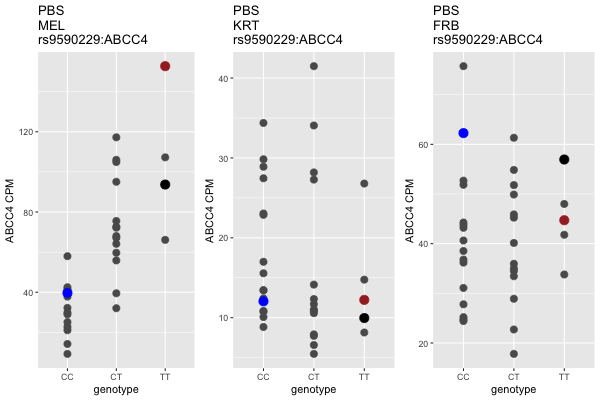 PBS
MEL
rs9590229:ABCC4
ABCC4 CPM
120
80
40
CC
CT
TT
genotype
PBS
KRT
rs9590229:ABCC4
ABCC4 CPM
40
30
20
10
CC
CT
TT
genotype
PBS
FRB
rs9590229:ABCC4
ABCC4 CPM
60
40
20
CC
CT
TT
genotype